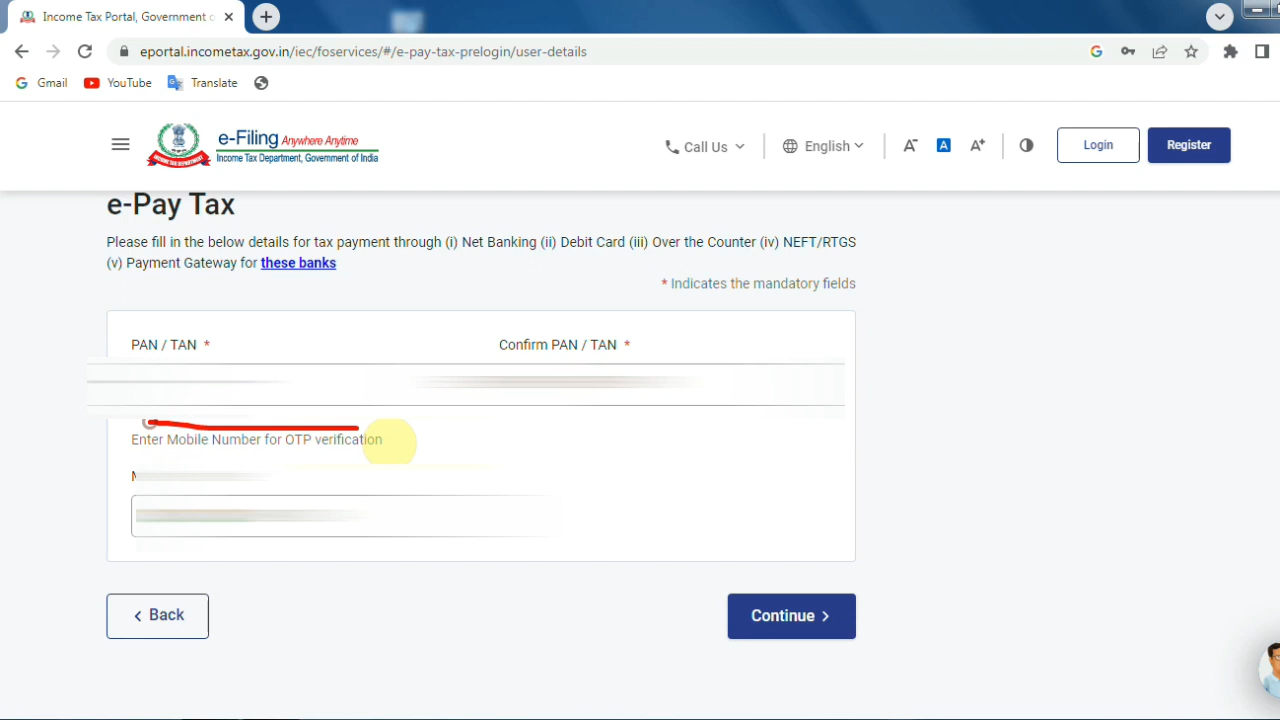 Income Tax Portal, Government o
eportal.incometax.gov.in/iec/foservices/#/e-pay-tax-prelogin/user-details
Gmail YouTube Translate
e-Filing Anywhere Anytime
Income Tax Department, Government of India
Call Us English A- A A+ Login Register
e-Pay Tax
Please fill in the below details for tax payment through (i) Net Banking (ii) Debit Card (iii) Over the Counter (iv) NEFT/RTGS
(v) Payment Gateway for these banks
* Indicates the mandatory fields
PAN / TAN * Confirm PAN / TAN *
Enter Mobile Number for OTP verification
< Back Continue >